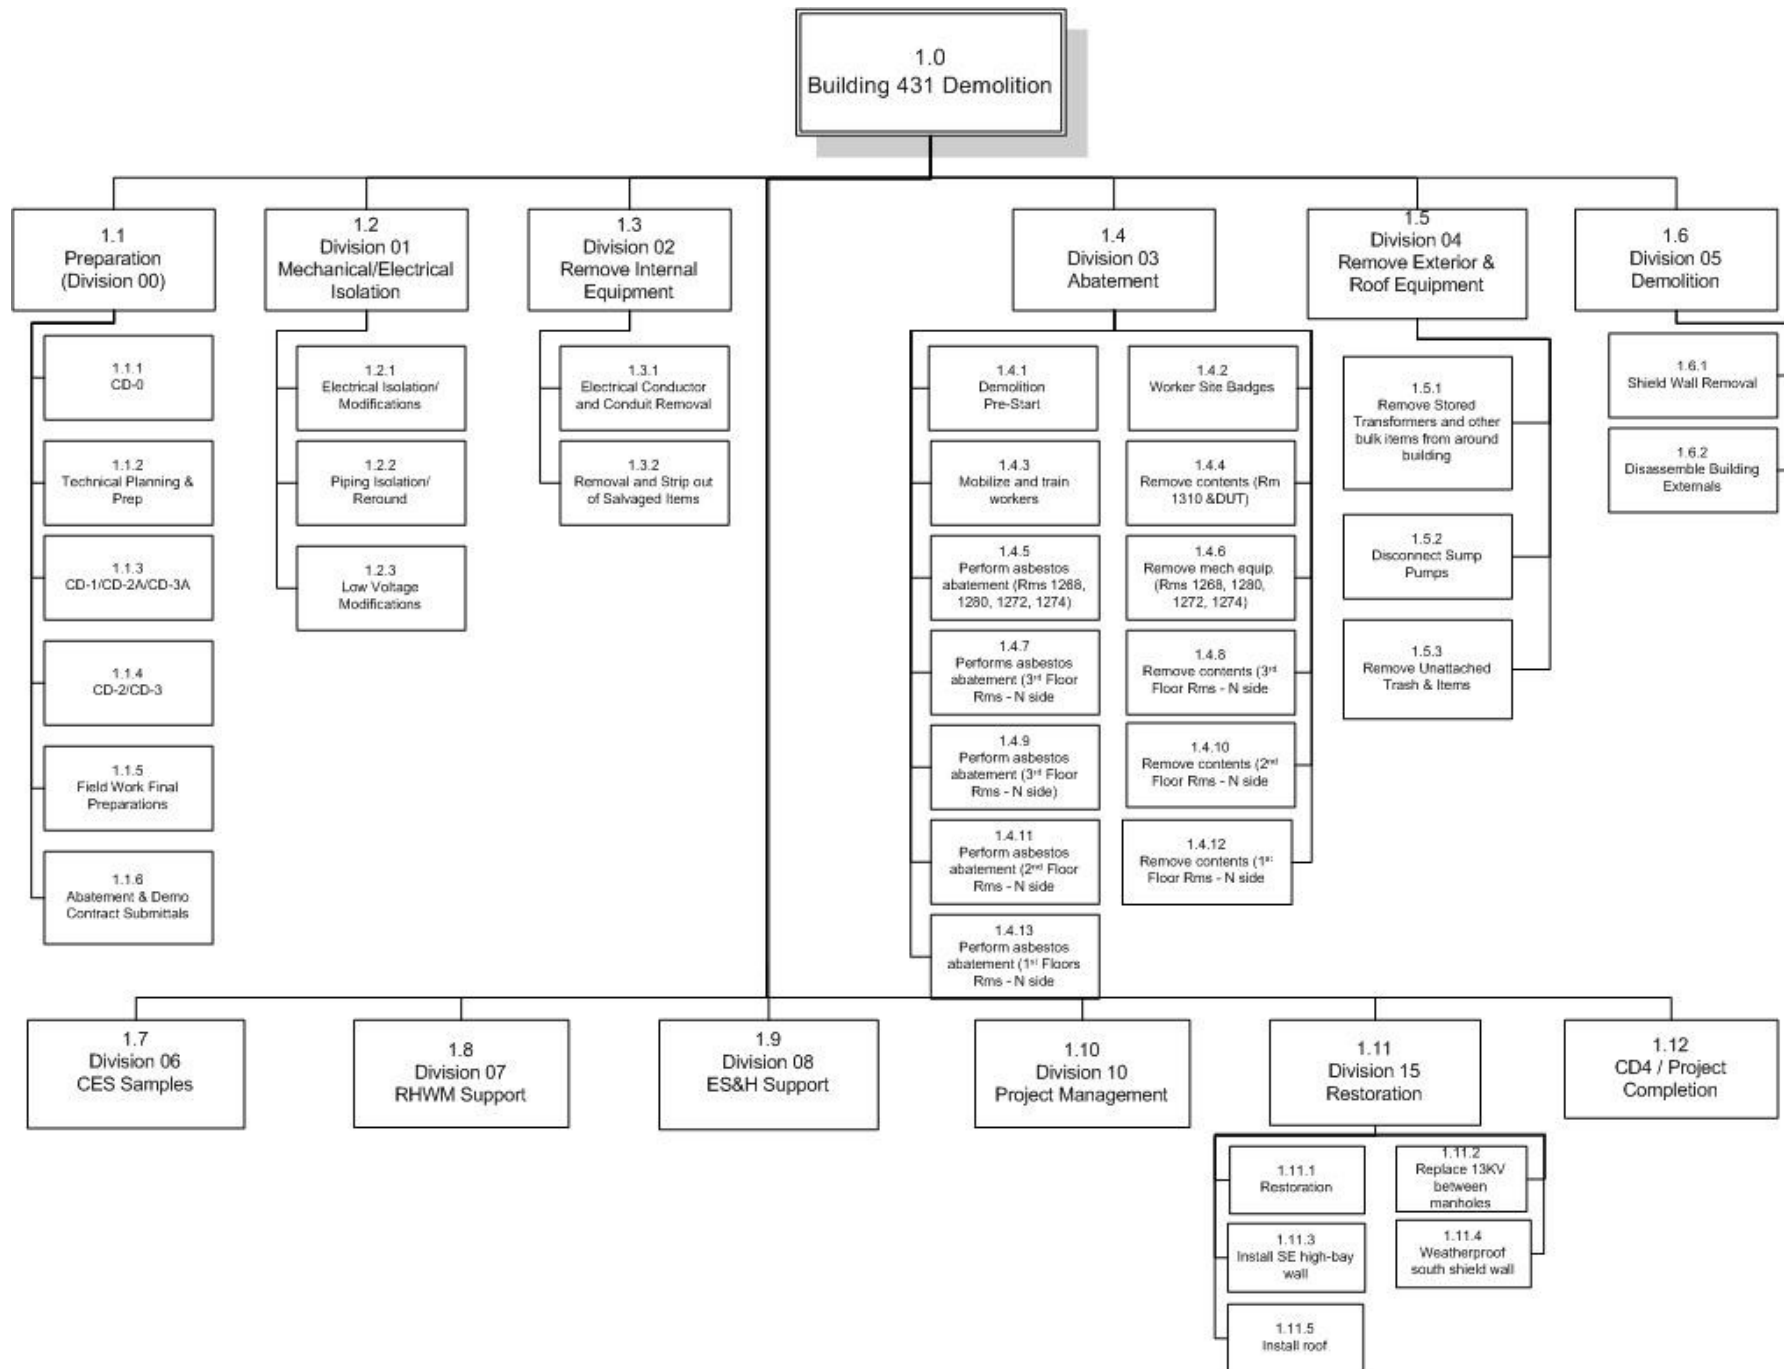 1.0
Building 431 Demolition
1.1
Preparation
(Division 00)
1.2
Division 01
Mechanical/Electrical
Isolation
1.3
Division 02
Remove Internal
Equipment
1.4
Division 03
Abatement
1.5
Division 04
Remove Exterior &
Roof Equipment
1.6
Division 05
Demolition
1.1.1
CD-0
1.1.2
Technical Planning &
Prep
1.1.3
CD-1/CD-2A/CD-3A
1.1.4
CD-2/CD-3
1.1.5
Field Work Final
Preparations
1.1.6
Abatement & Demo
Contract Submittals
1.2.1
Electrical Isolation/
Modifications
1.2.2
Piping Isolation/
Reround
1.2.3
Low Voltage
Modifications
1.3.1
Electrical Conductor
and Conduit Removal
1.3.2
Removal and Strip out
of Salvaged Items
1.4.1
Demolition
Pre-Start
1.4.2
Worker Site Badges
1.4.3
Mobilize and train
workers
1.4.4
Remove contents (Rm
1310 &DUT)
1.4.5
Perform asbestos
abatement (Rms 1268,
1280, 1272, 1274)
1.4.6
Remove mech equip.
(Rms 1268, 1280,
1272, 1274)
1.4.7
Performs asbestos
abatement (3rd Floor
Rms - N side
1.4.8
Remove contents (3rd
Floor Rms - N side
1.4.9
Perform asbestos
abatement (3rd Floor
Rms - N side)
1.4.10
Remove contents (2nd
Floor Rms - N side
1.4.11
Perform asbestos
abatement (2nd Floor
Rms - N side
1.4.12
Remove contents (1st
Floor Rms - N side
1.4.13
Perform asbestos
abatement (1st Floors
Rms - N side
1.5.1
Remove Stored
Transformers and other
bulk items from around
building
1.5.2
Disconnect Sump
Pumps
1.5.3
Remove Unattached
Trash & Items
1.6.1
Shield Wall Removal
1.6.2
Disassemble Building
Externals
1.7
Division 06
CES Samples
1.8
Division 07
RHWM Support
1.9
Division 08
ES&H Support
1.10
Division 10
Project Management
1.11
Division 15
Restoration
1.12
CD4 / Project
Completion
1.11.1
Restoration
1.11.2
Replace 13KV
between
manholes
1.11.3
Install SE high-bay
wall
1.11.4
Weatherproof
south shield wall
1.11.5
Install roof